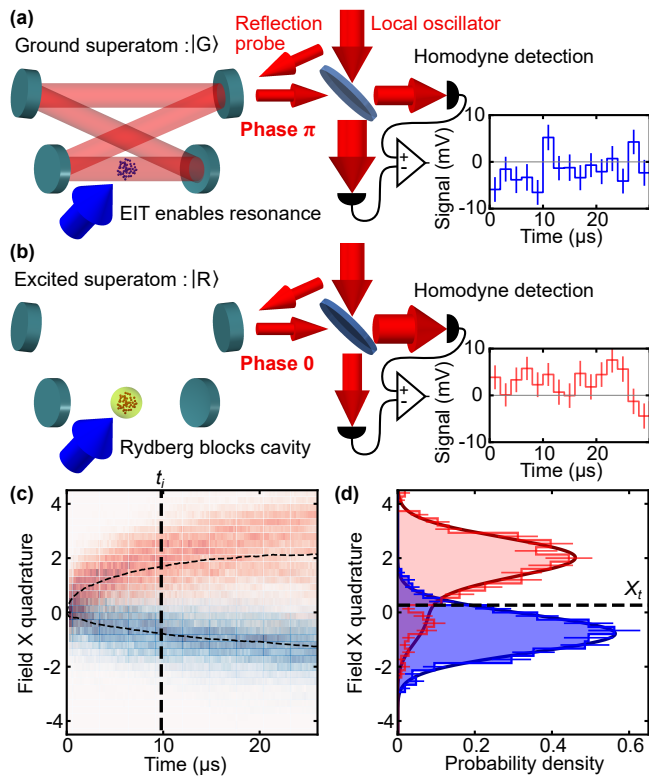 (a)
Ground superatom : |G⟩
Reflection
probe
Local oscillator
Homodyne detection
Phase π
EIT enables resonance
+
-
Signal (mV)
10
0
-10
0
10
20
Time (µs)
(b)
Excited superatom : |R⟩
Homodyne detection
Phase 0
Rydberg blocks cavity
+
-
Signal (mV)
10
0
-10
0
10
20
Time (µs)
(c)
t_i
Field X quadrature
4
2
0
-2
-4
0
10
20
Time (µs)
(d)
X_t
Field X quadrature
4
2
0
-2
-4
0
0.2
0.4
0.6
Probability density